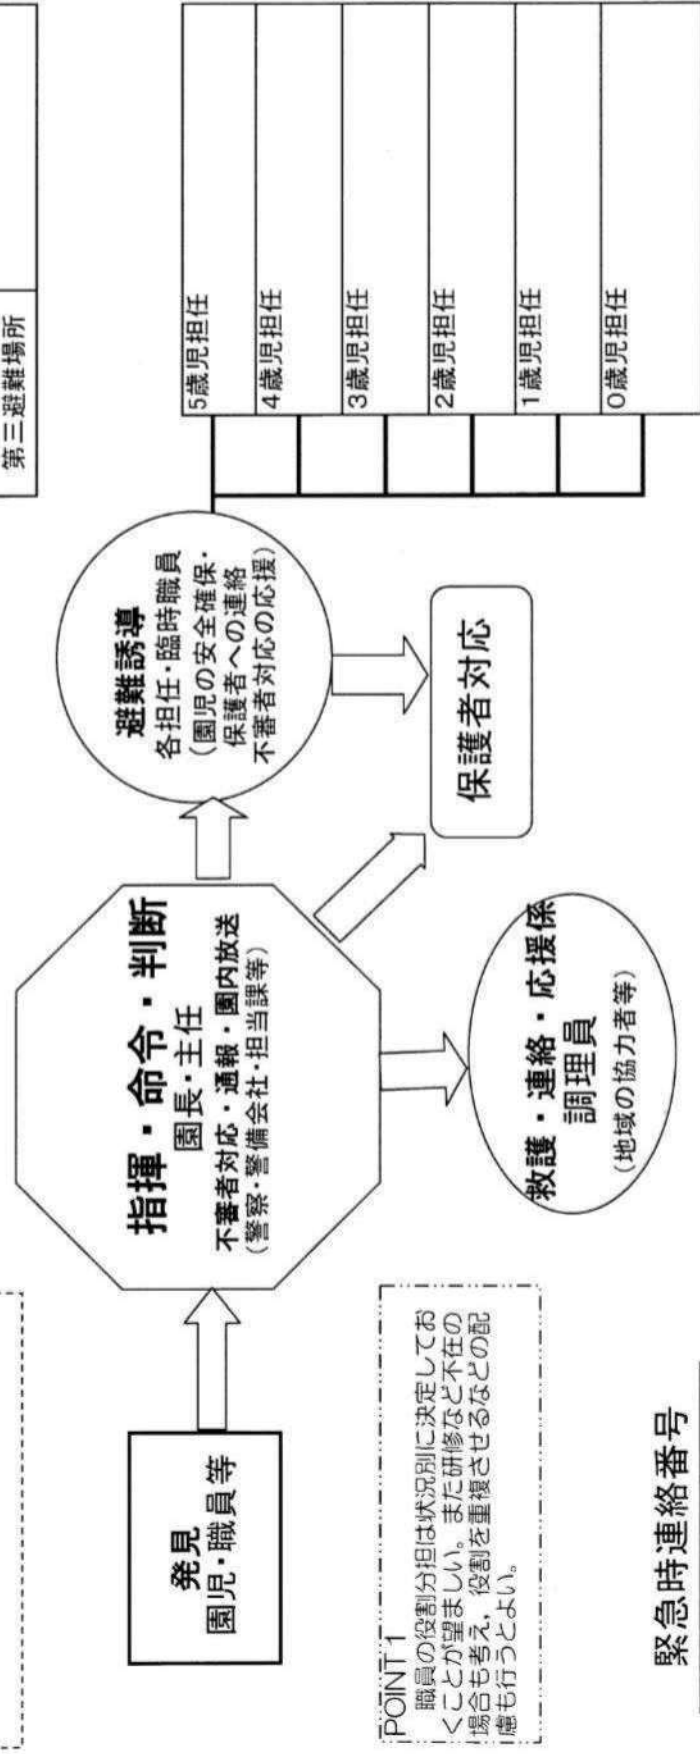 第三避難場所
発見
園児・職員等
指揮・命令・判断
園長・主任
不審者対応・通報・園内放送
（警察・警備会社・担当課等）
避難誘導
各担任・臨時職員
（園児の安全確保・
保護者への連絡
不審者対応の応援）
5歳児担任
4歳児担任
3歳児担任
2歳児担任
1歳児担任
0歳児担任
保護者対応
救護・連絡・応援係
調理員
（地域の協力者等）
POINT1
職員の役割分担は状況別に決定してお
くことが望ましい。また研修など不在の
場合も考え，役割を重複させるなどの配
慮も行うとよい。
緊急時連絡番号